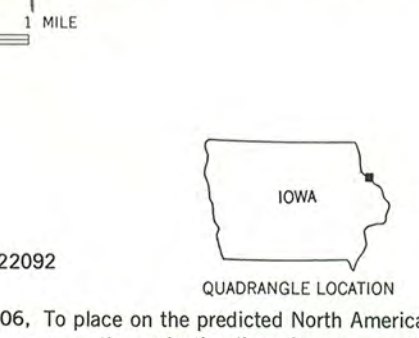 1 MILE
IOWA
22092
QUADRANGLE LOCATION
06, To place on the predicted North America